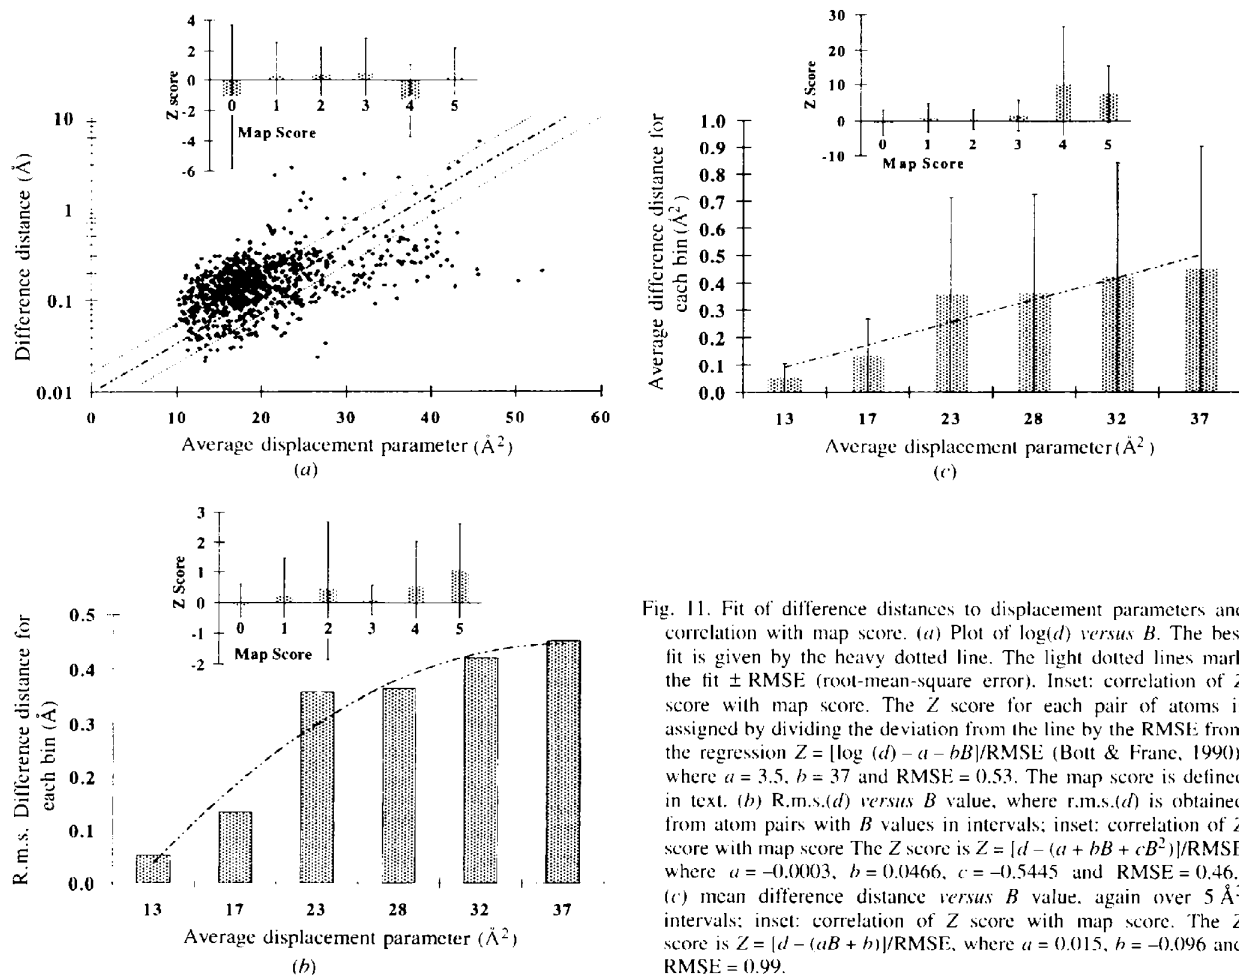 4
2
0
-2
-4
-6
Z score
0 1 2 3 4 5
Map Score
10
1
0.1
0.01
Difference distance (Å)
0 10 20 30 40 50 60
Average displacement parameter (Å²)
(a)
30
20
10
0
-10
Z Score
0 1 2 3 4 5
Map Score
1.0
0.9
0.8
0.7
0.6
0.5
0.4
0.3
0.2
0.1
0.0
Average difference distance for
each bin (Å²)
13 17 23 28 32 37
Average displacement parameter (Å²)
(c)
3
2
1
0
-1
-2
Z Score
0 1 2 3 4 5
Map Score
0.5
0.4
0.3
0.2
0.1
0.0
R.m.s. Difference distance for
each bin (Å)
13 17 23 28 32 37
Average displacement parameter (Å²)
(b)
Fig. 11. Fit of difference distances to displacement parameters and
correlation with map score. (a) Plot of log(d) versus B. The bes
fit is given by the heavy dotted line. The light dotted lines mark
the fit ± RMSE (root-mean-square error). Inset: correlation of Z
score with map score. The Z score for each pair of atoms i
assigned by dividing the deviation from the line by the RMSE from
the regression Z = [log (d) – a – bB]/RMSE (Bott & Frane, 1990)
where a = 3.5, b = 37 and RMSE = 0.53. The map score is defined
in text. (b) R.m.s.(d) versus B value, where r.m.s.(d) is obtained
from atom pairs with B values in intervals; inset: correlation of Z
score with map score The Z score is Z = [d – (a + bB + cB²)]/RMSE
where a = –0.0003, b = 0.0466, c = –0.5445 and RMSE = 0.46.
(c) mean difference distance versus B value, again over 5 Å²
intervals; inset: correlation of Z score with map score. The Z
score is Z = [d – (aB + b)]/RMSE, where a = 0.015, b = –0.096 and
RMSE = 0.99.